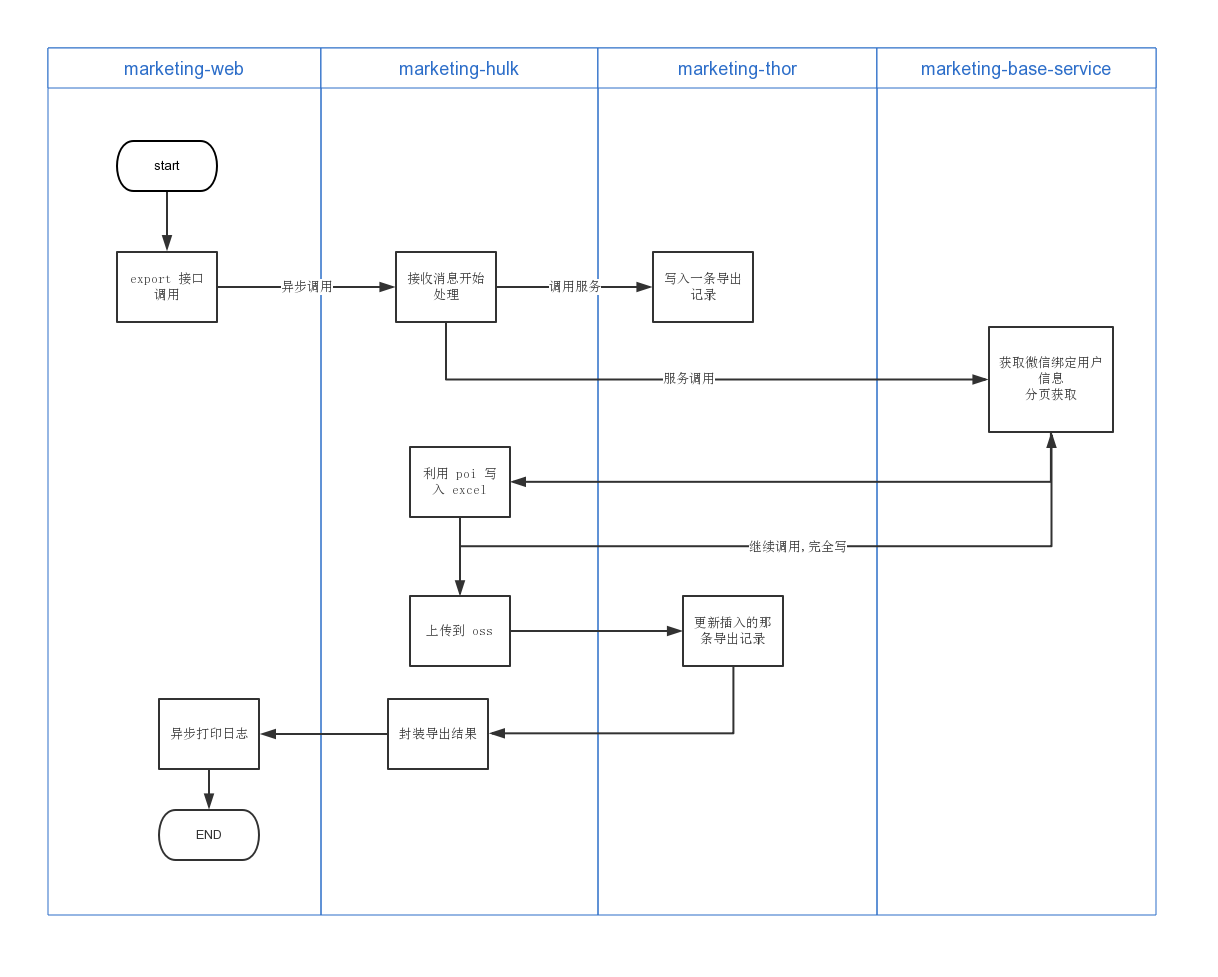 marketing-web
marketing-hulk
marketing-thor
marketing-base-service
start
export 接口
调用
异步调用
接收消息开始
处理
调用服务
写入一条导出
记录
服务调用
获取微信绑定用户
信息
分页获取
利用 poi 写
入 excel
继续调用,完全写
上传到 oss
更新插入的那
条导出记录
异步打印日志
封装导出结果
END